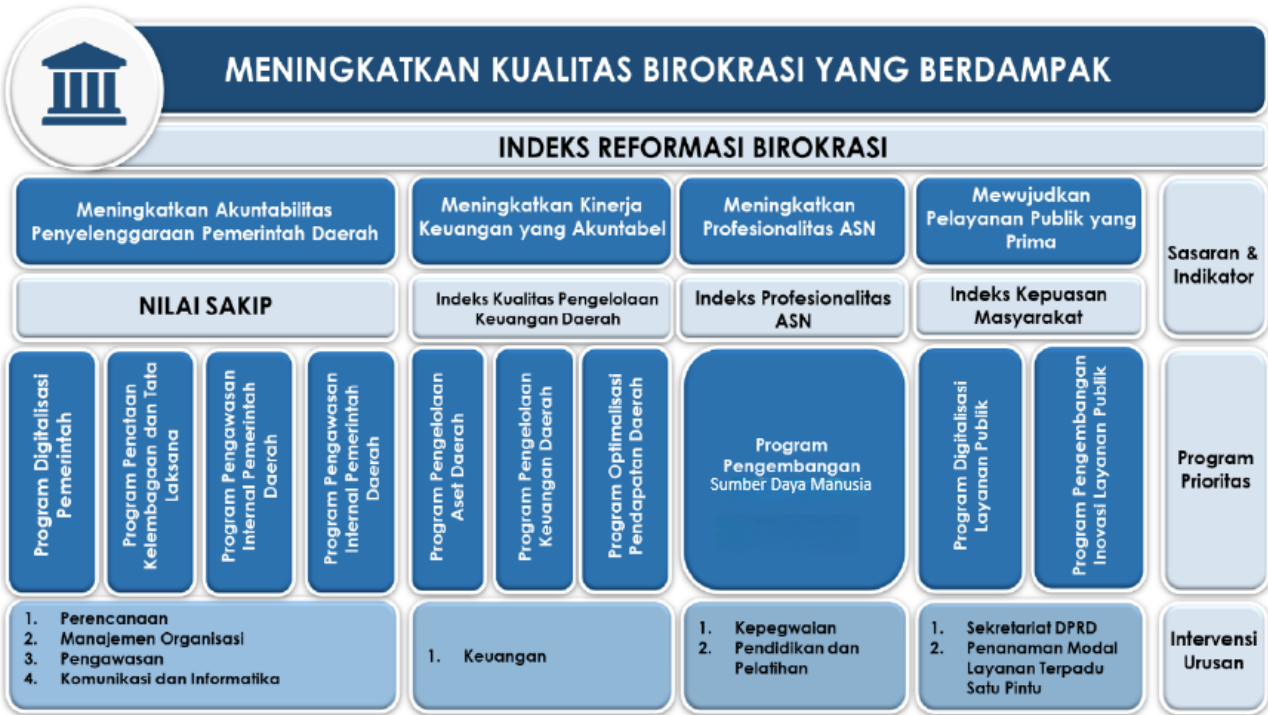 MENINGKATKAN KUALITAS BIROKRASI YANG BERDAMPAK
INDEKS REFORMASI BIROKRASI
Meningkatkan Akuntabilitas
Penyelenggaraan Pemerintah Daerah
Meningkatkan Kinerja
Keuangan yang Akuntabel
Meningkatkan
Profesionalitas ASN
Mewujudkan
Pelayanan Publik yang
Prima
Sasaran &
Indikator
NILAI SAKIP
Indeks Kualitas Pengelolaan
Keuangan Daerah
Indeks Profesionalitas
ASN
Indeks Kepuasan
Masyarakat
Program Digitalisasi
Pemerintah
Program Penataan
Kelembagaan dan Tata
Laksana
Program Pengawasan
Internal Pemerintah
Daerah
Program Pengawasan
Internal Pemerintah
Daerah
Program Pengelolaan
Aset Daerah
Program Pengelolaan
Keuangan Daerah
Program Optimalisasi
Pendapatan Daerah
Program
Pengembangan
Sumber Daya Manusia
Program Digitalisasi
Layanan Publik
Program Pengembangan
Inovasi Layanan Publik
Program
Prioritas
1. Perencanaan
2. Manajemen Organisasi
3. Pengawasan
4. Komunikasi dan Informatika
1. Keuangan
1. Kepegwaian
2. Pendidikan dan
Pelatihan
1. Sekretariat DPRD
2. Penanaman Modal
Layanan Terpadu
Satu Pintu
Intervensi
Urusan